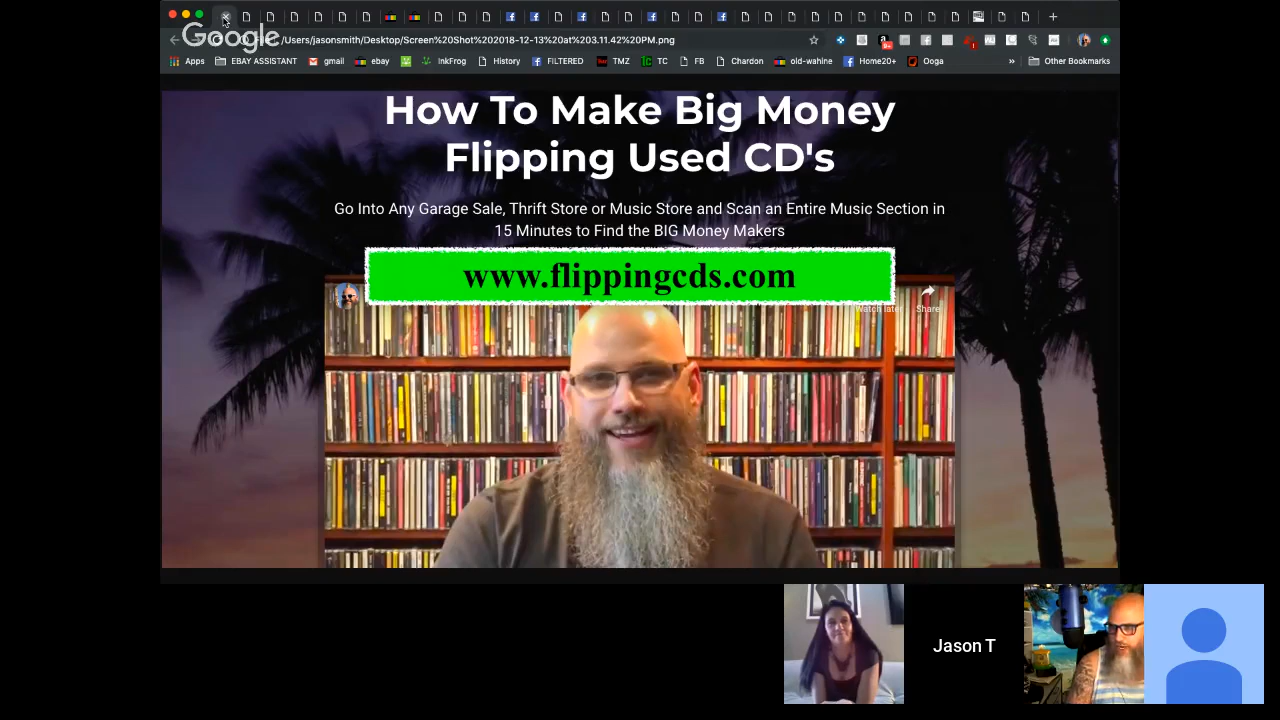 Google
/Users/jasonsmith/Desktop/Screen%20Shot%202018-12-13%20at%203.11.42%20PM.png
Apps EBAY ASSISTANT gmail ebay InkFrog History FILTERED TMZ TC FB Chardon old-wahine Home20+ Ooga » Other Bookmarks
How To Make Big Money
Flipping Used CD's
Go Into Any Garage Sale, Thrift Store or Music Store and Scan an Entire Music Section in
15 Minutes to Find the BIG Money Makers
www.flippingcds.com
Watch later Share
Jason T